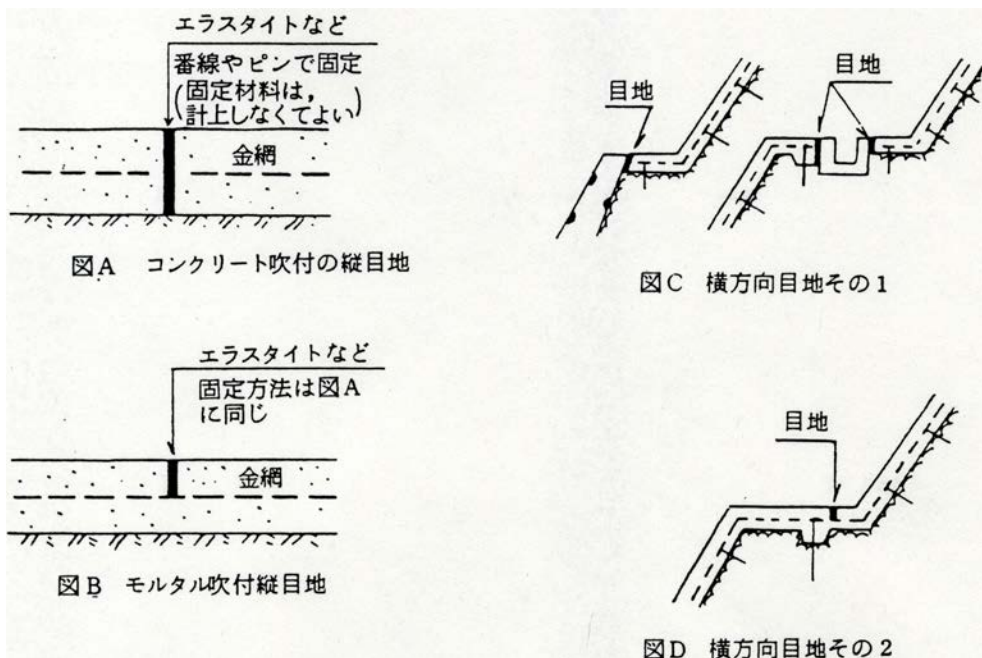 エラスタイトなど
番線やピンで固定
(固定材料は,
計上しなくてよい)
金網
図A コンクリート吹付の縦目地
エラスタイトなど
固定方法は図A
に同じ
金網
図B モルタル吹付縦目地
目地
目地
図C 横方向目地その1
目地
図D 横方向目地その2